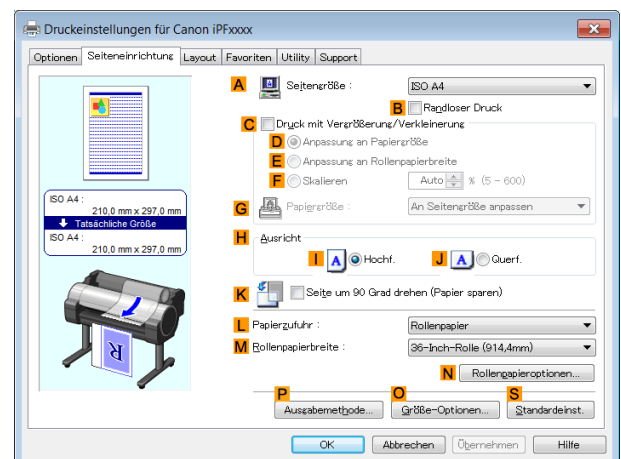 Druckeinstellungen für Canon iPFxxxx
Optionen Seiteneinrichtung Layout Favoriten Utility Support
A Seitengröße : ISO A4
B Randloser Druck
C Druck mit Vergrößerung/Verkleinerung
D Anpassung an Papiergröße
E Anpassung an Rollenpapierbreite
F Skalieren Auto % (5 - 600)
G Papiergröße : An Seitengröße anpassen
ISO A4 :
210,0 mm x 297,0 mm
Tatsächliche Größe
ISO A4 :
210,0 mm x 297,0 mm
H Ausricht
I A Hochf. J A Querf.
K Seite um 90 Grad drehen (Papier sparen)
L Papierzufuhr : Rollenpapier
M Rollenpapierbreite : 36-Inch-Rolle (914,4mm)
N Rollenpapieroptionen...
P O S
Ausgabemethode... Größe-Optionen... Standardeinst.
R
OK Abbrechen Übernehmen Hilfe